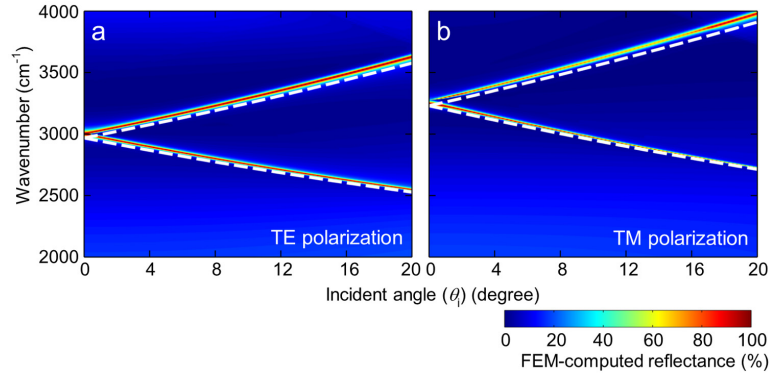 a
b
4000
3500
3000
2500
2000
Wavenumber (cm⁻¹)
TE polarization
TM polarization
0 4 8 12 16 20
0 4 8 12 16 20
Incident angle (θᵢ) (degree)
0 20 40 60 80 100
FEM-computed reflectance (%)